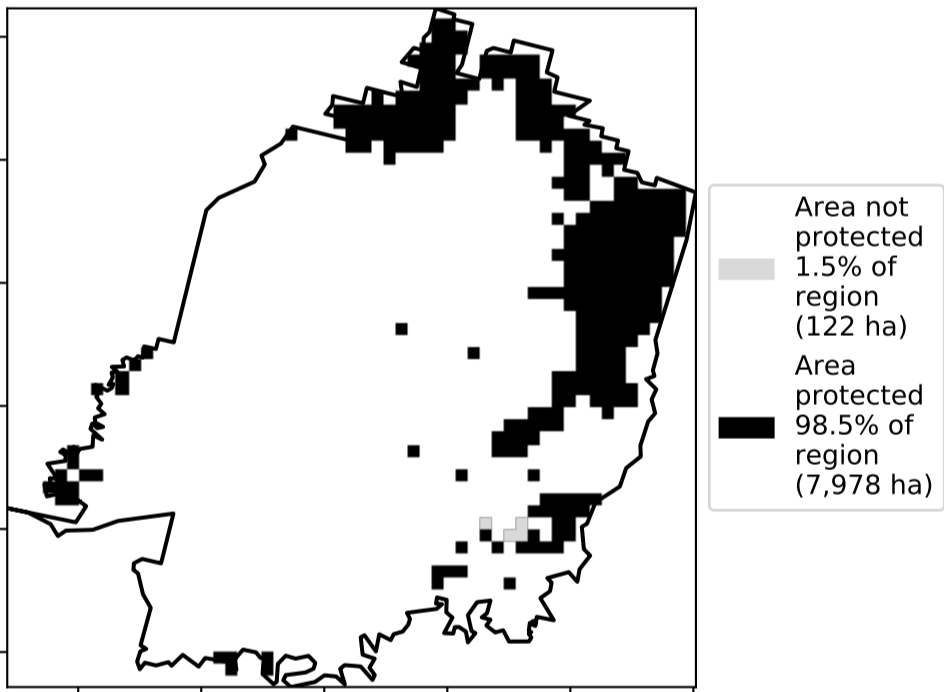 Area not
protected
1.5% of
region
(122 ha)
Area
protected
98.5% of
region
(7,978 ha)